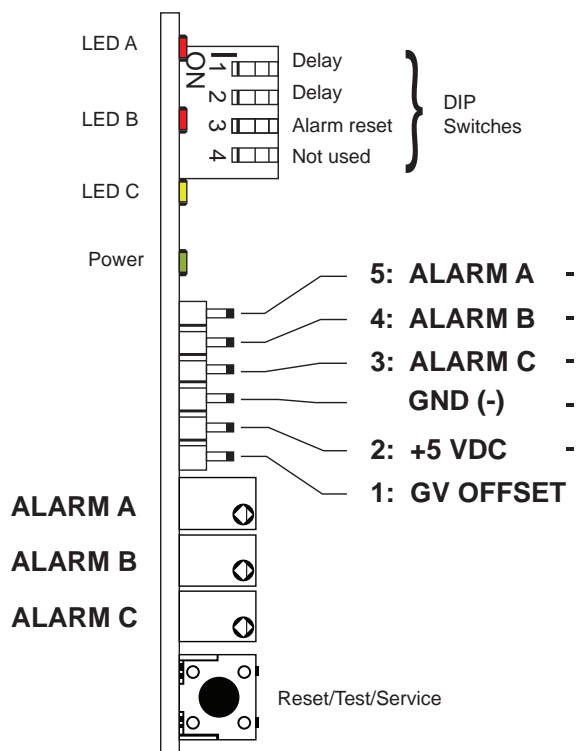 LED A
ON
1 Delay
2 Delay
3 Alarm reset
4 Not used
DIP
Switches
LED B
LED C
Power
5: ALARM A
4: ALARM B
3: ALARM C
GND (-)
2: +5 VDC
1: GV OFFSET
ALARM A
ALARM B
ALARM C
Reset/Test/Service